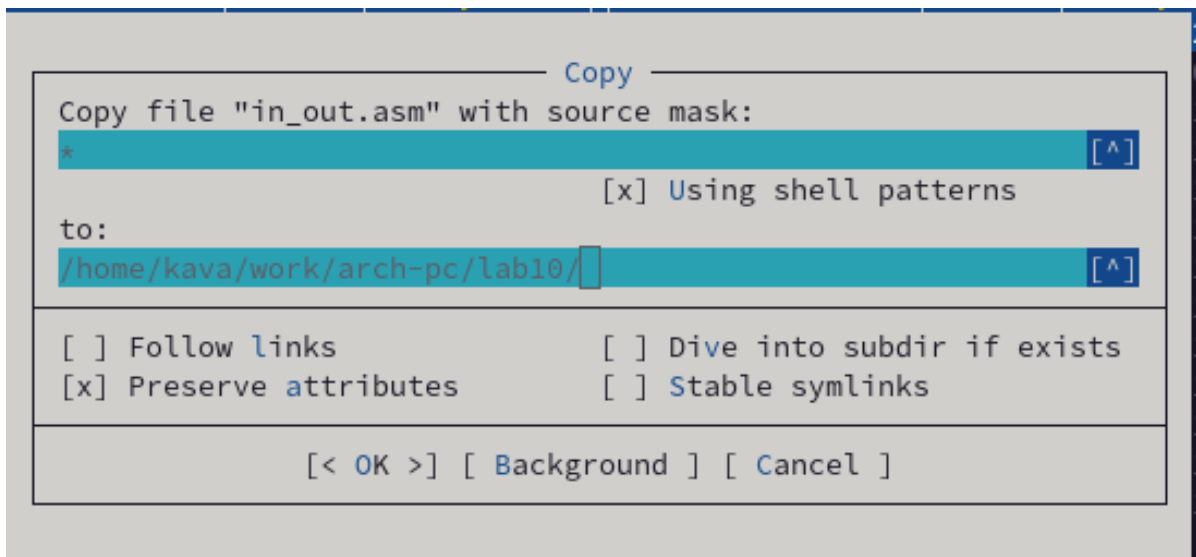 Copy
Copy file "in_out.asm" with source mask:
* [^]
[x] Using shell patterns
to:
/home/kava/work/arch-pc/lab10/ [^]
[ ] Follow links [ ] Dive into subdir if exists
[x] Preserve attributes [ ] Stable symlinks
[< OK >] [ Background ] [ Cancel ]